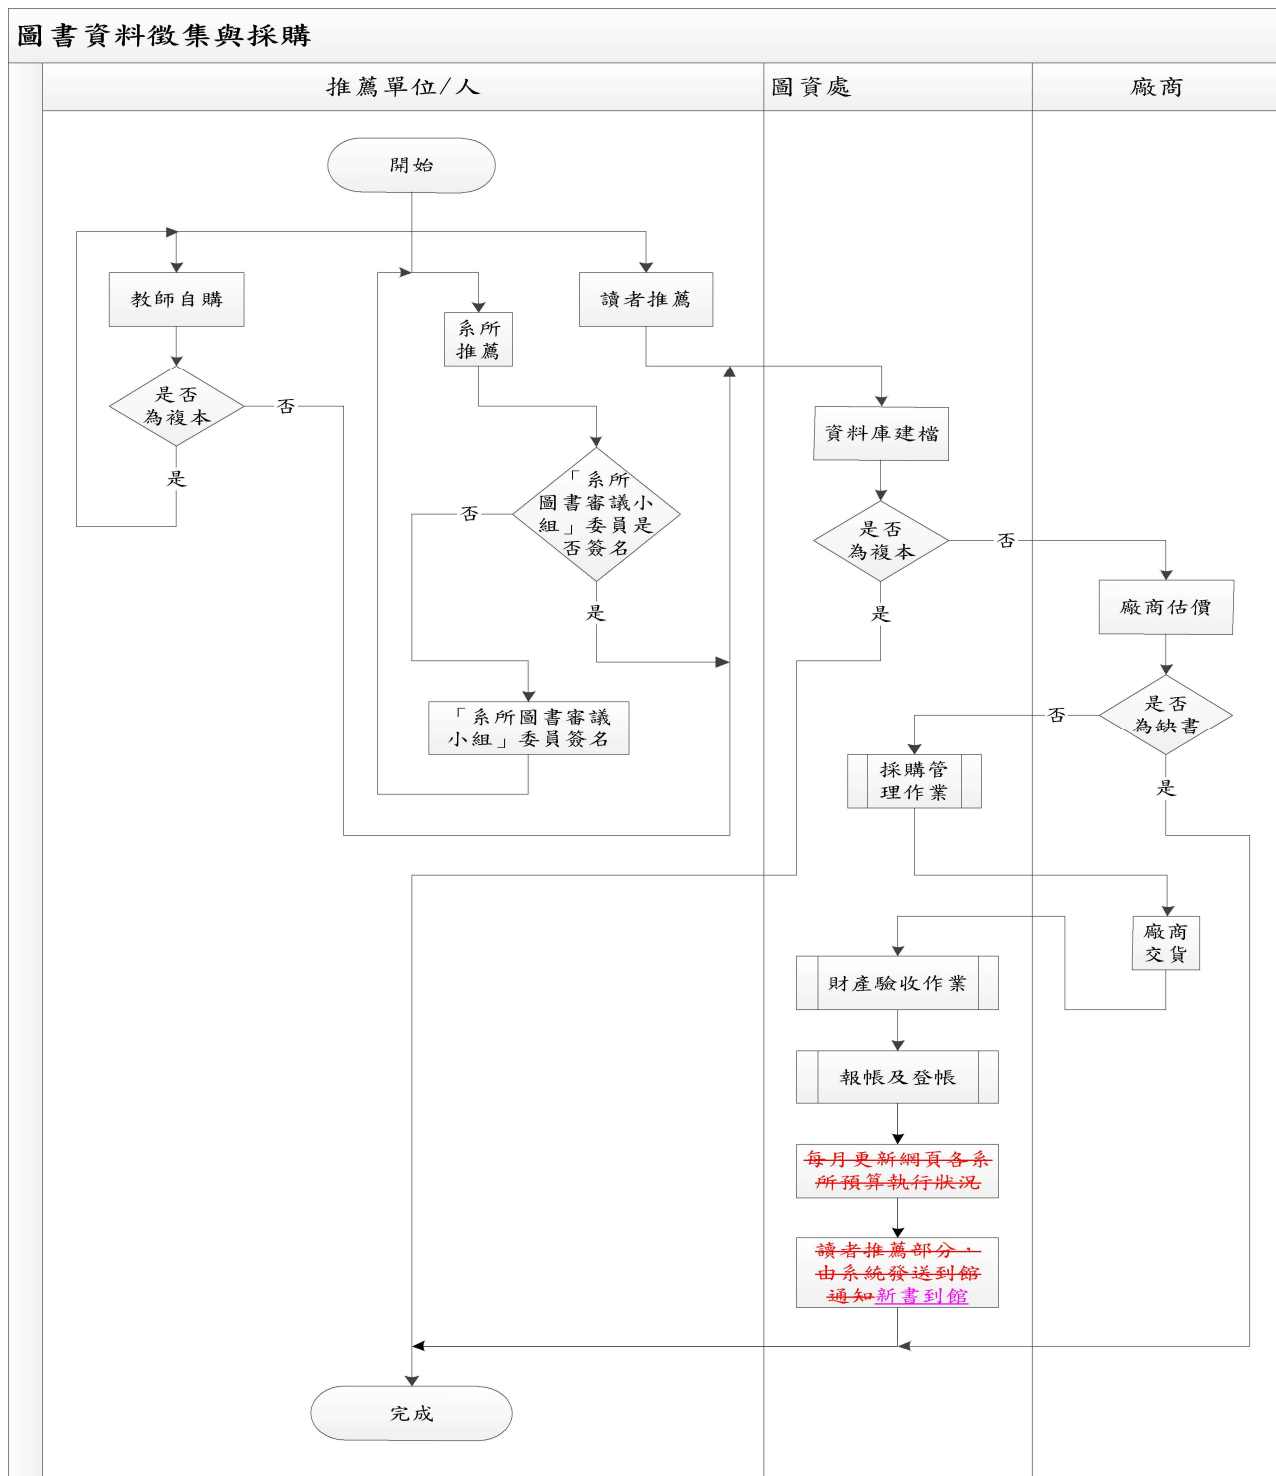 圖書資料徵集與採購
推薦單位/人
圖資處
廠商
開始
教師自購
系所
推薦
讀者推薦
是否
為複本
否
是
「系所
圖書審議小
組」委員是
否簽名
否
是
「系所圖書審議
小組」委員簽名
資料庫建檔
是否
為複本
否
是
廠商估價
是否
為缺書
否
是
採購管
理作業
廠商
交貨
財產驗收作業
報帳及登帳
每月更新網頁各系
所預算執行狀況
讀者推薦部分，
由系統發送到館
通知新書到館
完成